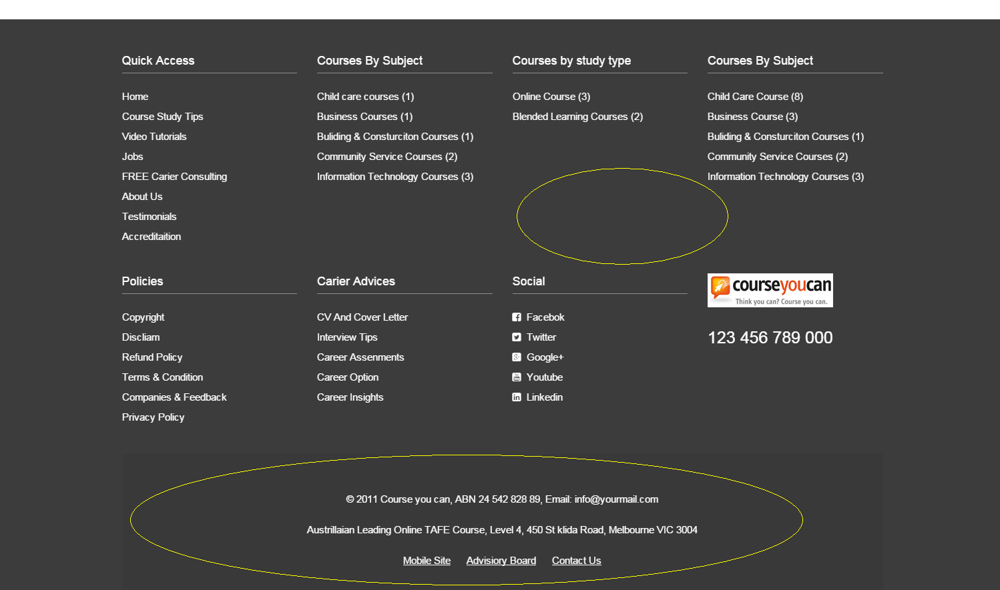 Quick Access
Home
Course Study Tips
Video Tutorials
Jobs
FREE Carier Consulting
About Us
Testimonials
Accreditaition
Courses By Subject
Child care courses (1)
Business Courses (1)
Buliding & Consturciton Courses (1)
Community Service Courses (2)
Information Technology Courses (3)
Courses by study type
Online Course (3)
Blended Learning Courses (2)
Courses By Subject
Child Care Course (8)
Business Course (3)
Buliding & Consturciton Courses (1)
Community Service Courses (2)
Information Technology Courses (3)
Policies
Copyright
Discliam
Refund Policy
Terms & Condition
Companies & Feedback
Privacy Policy
Carier Advices
CV And Cover Letter
Interview Tips
Career Assenments
Career Option
Career Insights
Social
Facebok
Twitter
Google+
Youtube
Linkedin
courseyoucan
Think you can? Course you can.
123 456 789 000
© 2011 Course you can, ABN 24 542 828 89, Email: info@yourmail.com
Austrillaian Leading Online TAFE Course, Level 4, 450 St klida Road, Melbourne VIC 3004
Mobile Site Advisiory Board Contact Us